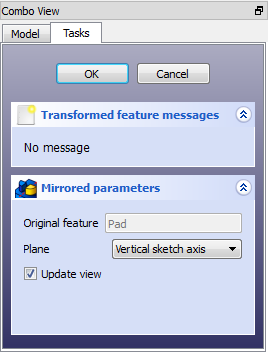 Combo View
Model Tasks
OK Cancel
Transformed feature messages
No message
Mirrored parameters
Original feature Pad
Plane Vertical sketch axis
Update view